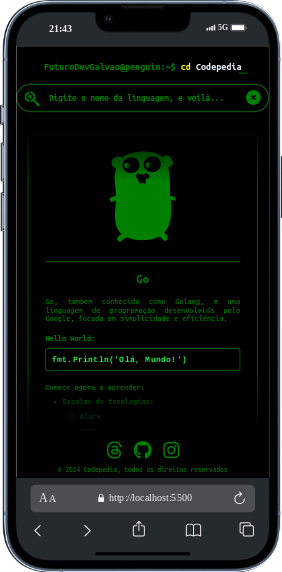 21:43
5G
FuturoDevGalvao@penguin:~$ cd Codepedia_
Digite o nome da linguagem, e voilà...
Go
Go, também conhecida como Golang, é uma
linguagem de programação desenvolvida pelo
Google, focada em simplicidade e eficiência.
Hello World:
fmt.Println('Olá, Mundo!')
Comece agora a aprender:
Escolas de tenologias:
Alura
© 2024 Codepedia, todos os direitos reservados
AA
http://localhost:5500